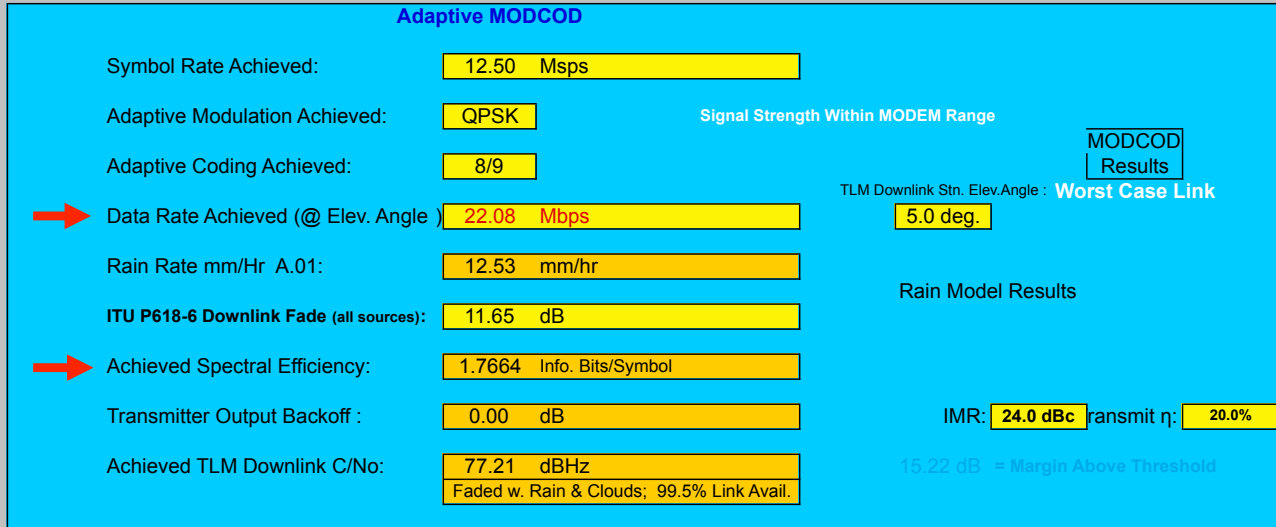 Adaptive MODCOD
Symbol Rate Achieved: 12.50 Msps
Adaptive Modulation Achieved: QPSK Signal Strength Within MODEM Range
MODCOD
Adaptive Coding Achieved: 8/9 Results
TLM Downlink Stn. Elev.Angle : Worst Case Link
Data Rate Achieved (@ Elev. Angle ) 22.08 Mbps 5.0 deg.
Rain Rate mm/Hr A.01: 12.53 mm/hr
Rain Model Results
ITU P618-6 Downlink Fade (all sources): 11.65 dB
Achieved Spectral Efficiency: 1.7664 Info. Bits/Symbol
Transmitter Output Backoff : 0.00 dB IMR: 24.0 dBc ransmit η: 20.0%
Achieved TLM Downlink C/No: 77.21 dBHz 15.22 dB = Margin Above Threshold
Faded w. Rain & Clouds; 99.5% Link Avail.